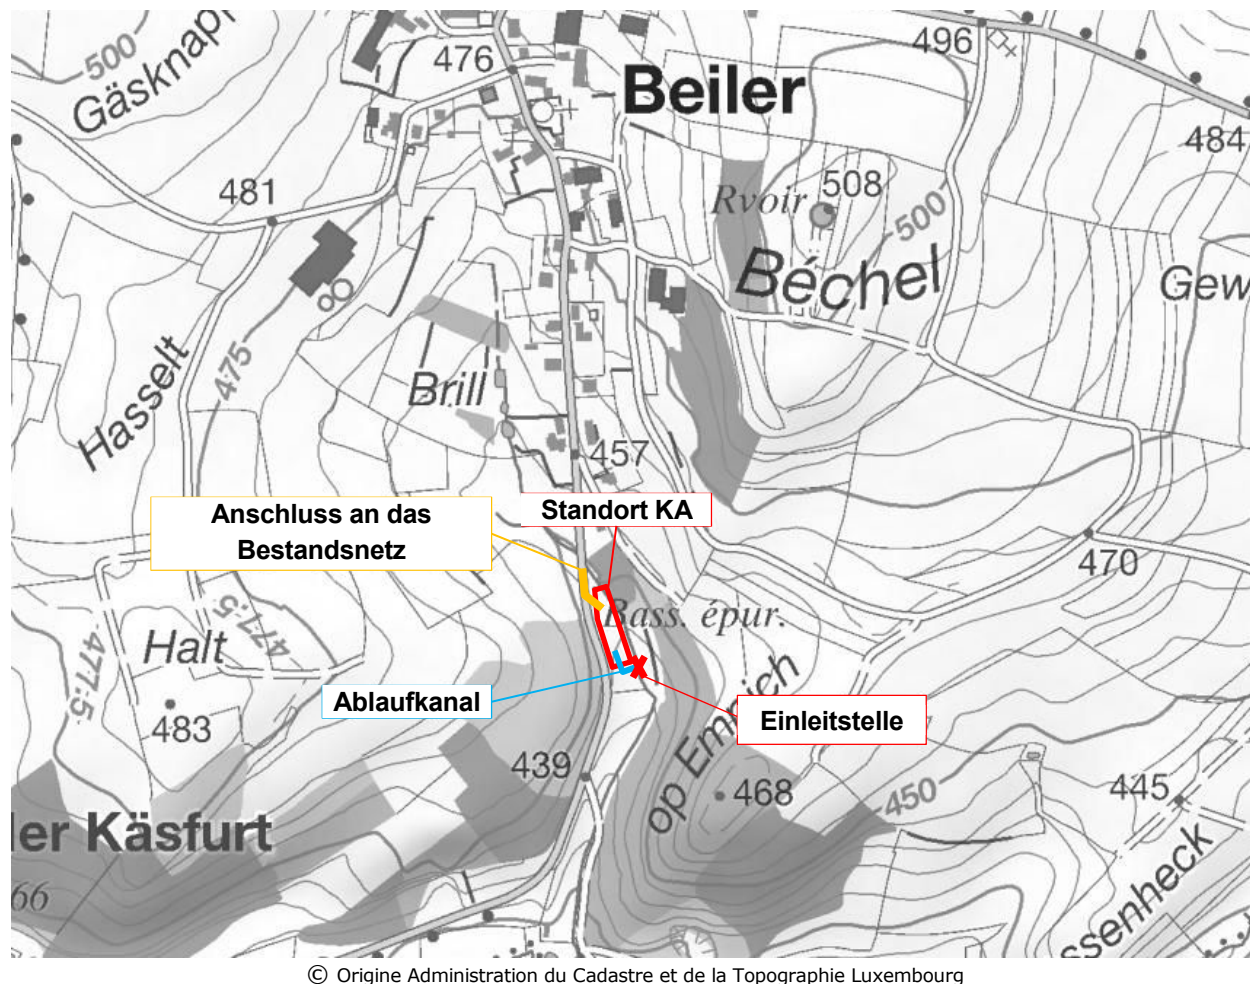 500
Gäsknapp
476
496
Beiler
484
481
Rvoir
508
500
Béchel
Gew
Hasselt
475
Brill
457
Anschluss an das
Bestandsnetz
Standort KA
470
477.5
477.5
Halt
Bass. épur.
Ablaufkanal
Einleitstelle
483
439
op Emrich
468
450
445
ler Käsfurt
66
ssenheck
© Origine Administration du Cadastre et de la Topographie Luxembourg